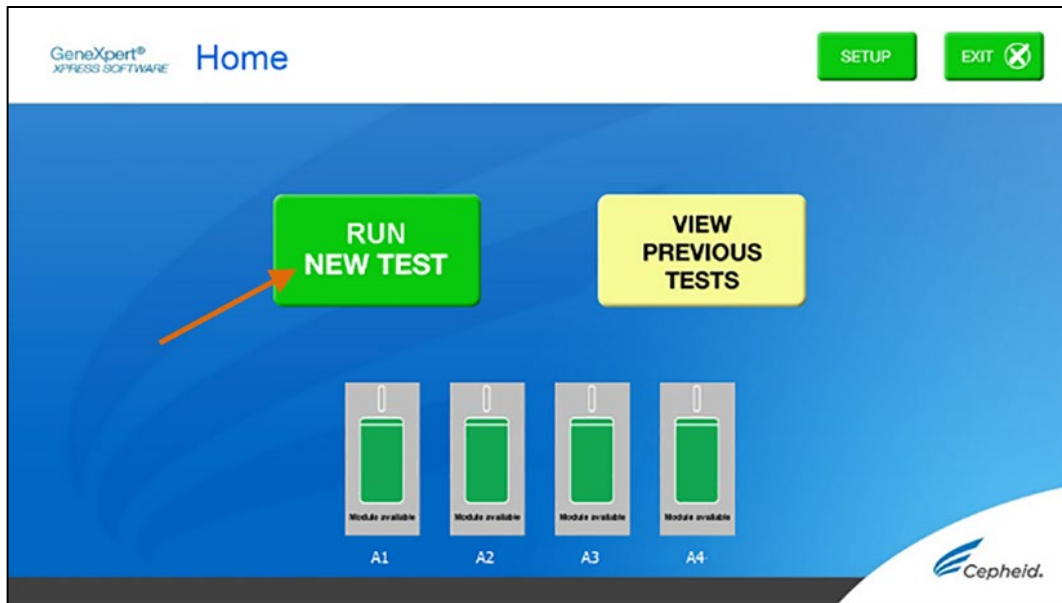 GeneXpert®
XPRESS SOFTWARE
Home
SETUP
EXIT
RUN
NEW TEST
VIEW
PREVIOUS
TESTS
Module available
Module available
Module available
Module available
A1
A2
A3
A4
Cepheid.